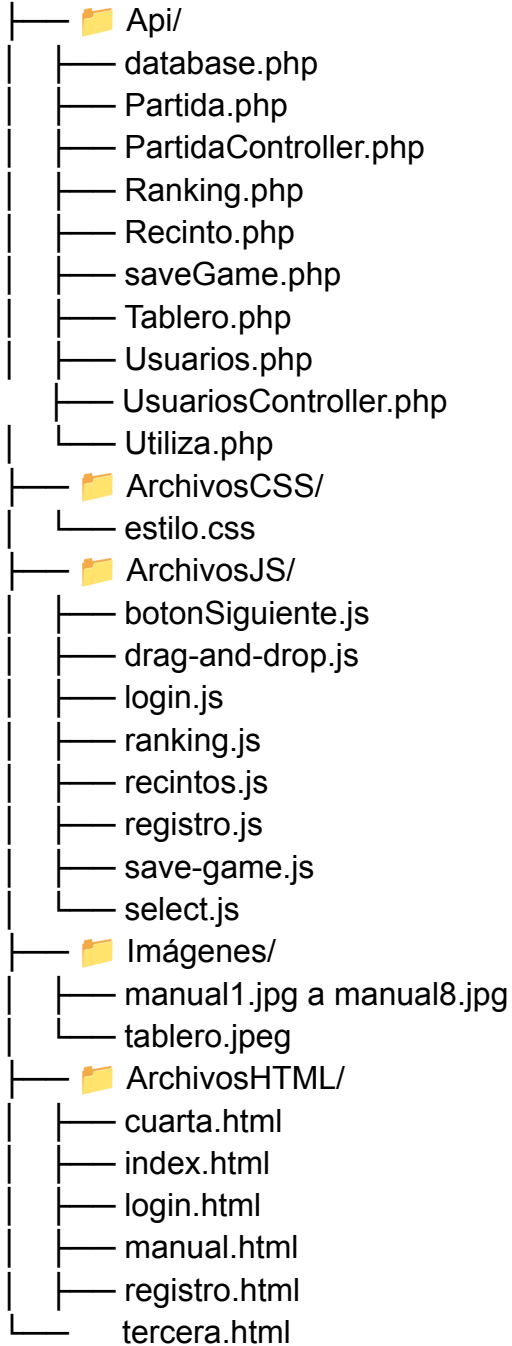 ├── 📁 Api/
│   ├── database.php
│   ├── Partida.php
│   ├── PartidaController.php
│   ├── Ranking.php
│   ├── Recinto.php
│   ├── saveGame.php
│   ├── Tablero.php
│   ├── Usuarios.php
    ├── UsuariosController.php
│   └── Utiliza.php
├── 📁 ArchivosCSS/
│   └── estilo.css
├── 📁 ArchivosJS/
│   ├── botonSiguiente.js
│   ├── drag-and-drop.js
│   ├── login.js
│   ├── ranking.js
│   ├── recintos.js
│   ├── registro.js
│   ├── save-game.js
│   └── select.js
├── 📁 Imágenes/
│   ├── manual1.jpg a manual8.jpg
│   └── tablero.jpeg
├── 📁 ArchivosHTML/
│   ├── cuarta.html
│   ├── index.html
│   ├── login.html
│   ├── manual.html
│   ├── registro.html
└──     tercera.html